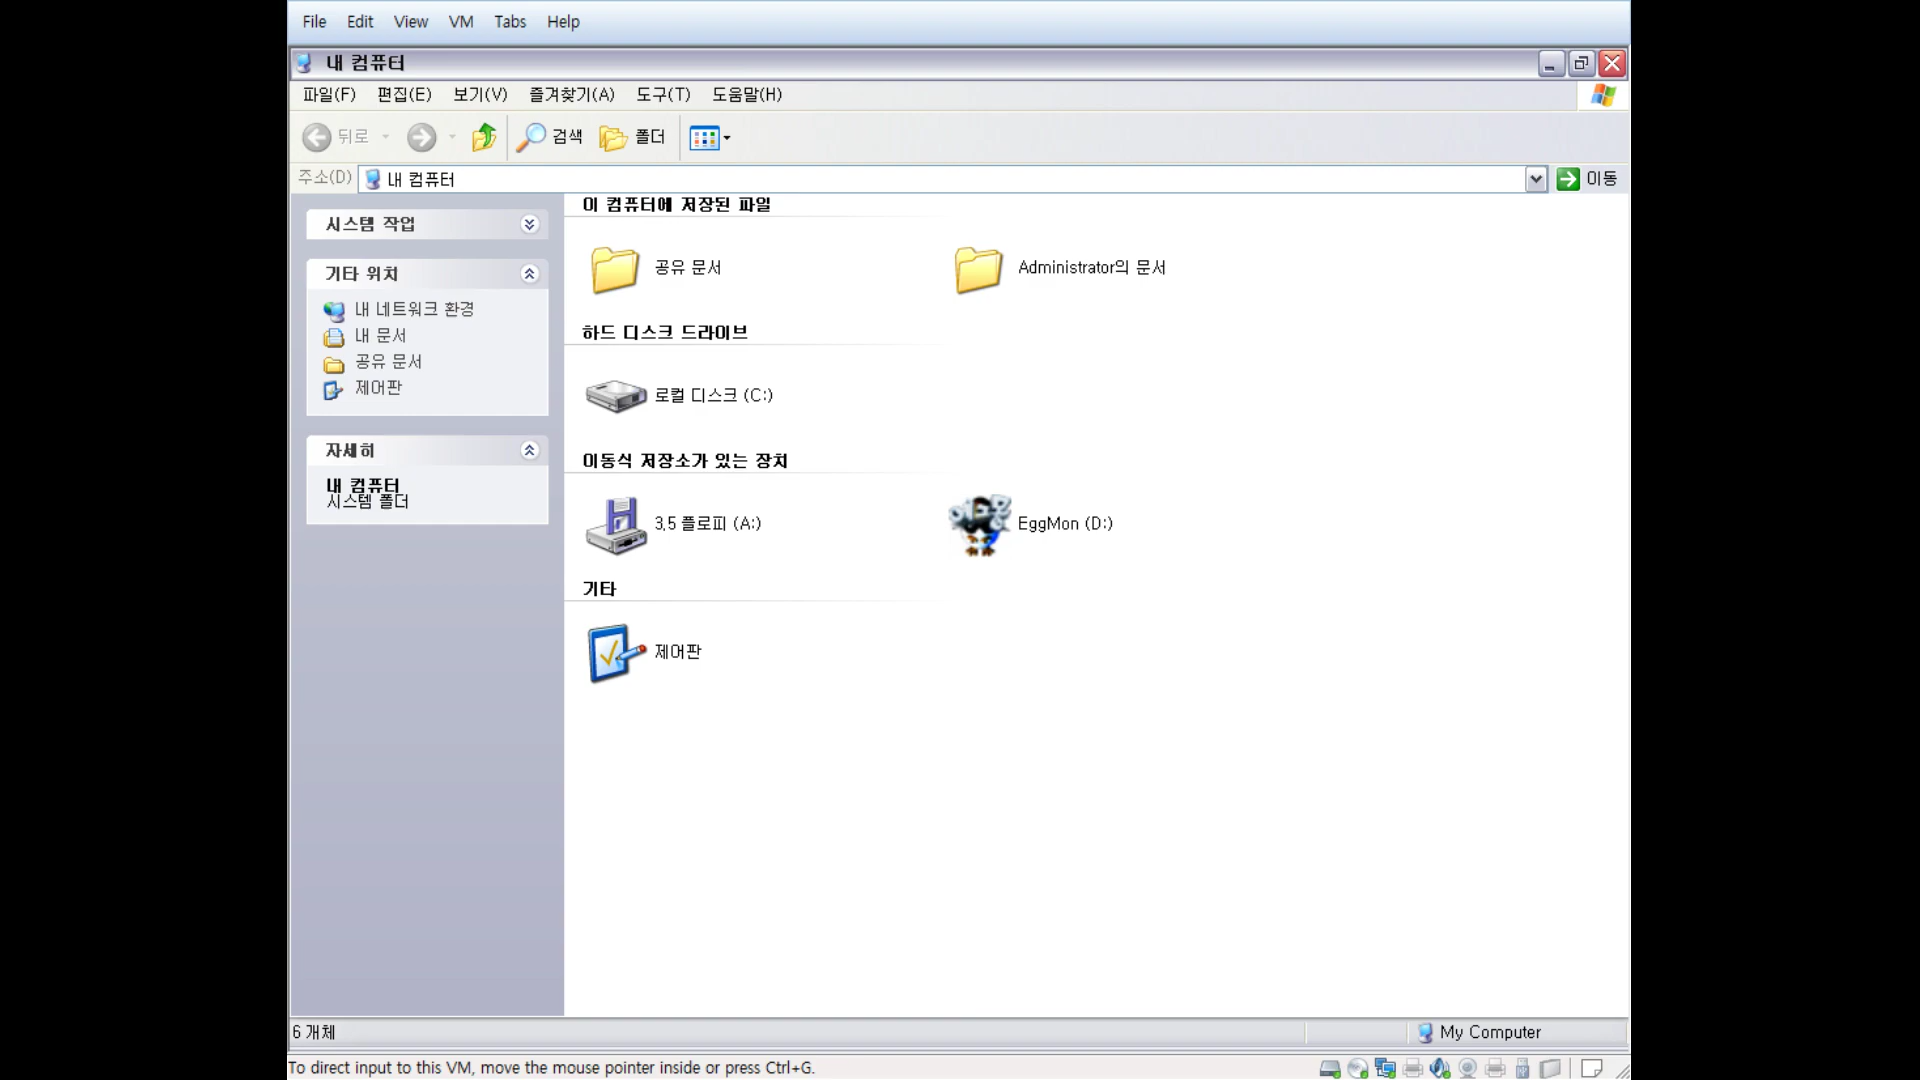 File Edit View VM Tabs Help
내 컴퓨터
파일(F) 편집(E) 보기(V) 즐겨찾기(A) 도구(T) 도움말(H)
뒤로 검색 폴더
주소(D) 내 컴퓨터 이동
시스템 작업
기타 위치
내 네트워크 환경
내 문서
공유 문서
제어판
자세히
내 컴퓨터
시스템 폴더
이 컴퓨터에 저장된 파일
공유 문서 Administrator의 문서
하드 디스크 드라이브
로컬 디스크 (C:)
이동식 저장소가 있는 장치
3.5 플로피 (A:) EggMon (D:)
기타
제어판
6 개체 My Computer
To direct input to this VM, move the mouse pointer inside or press Ctrl+G.